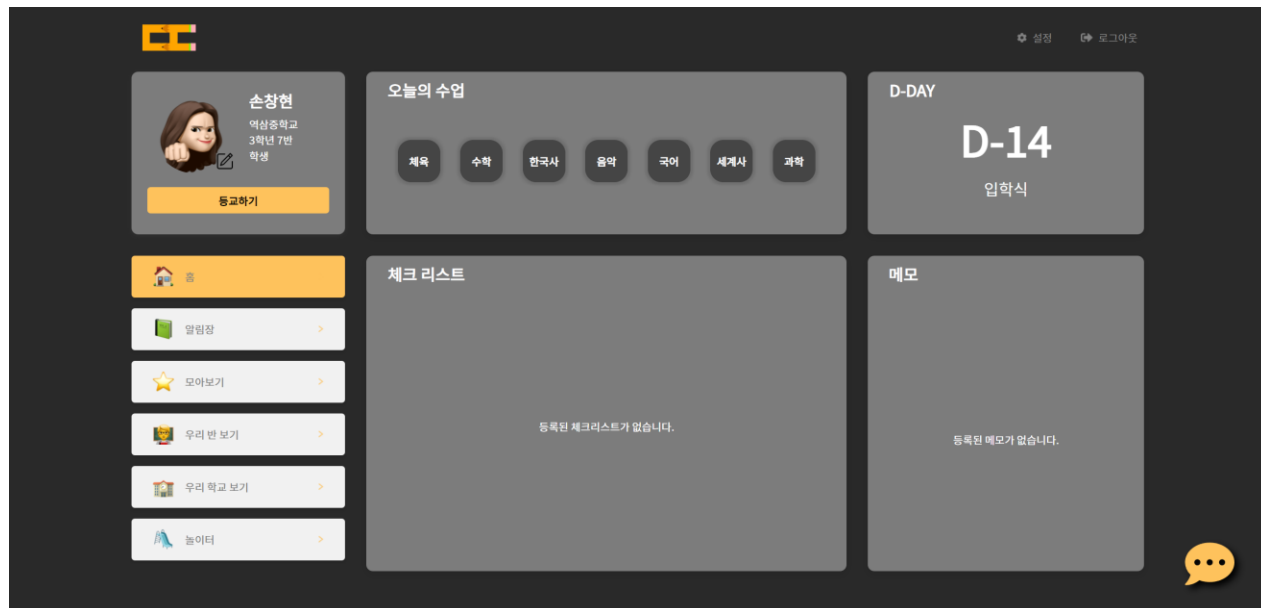 설정
로그아웃
손창현
역삼중학교
3학년 7반
학생
등교하기
오늘의 수업
체육
수학
한국사
음악
국어
세계사
과학
D-DAY
D-14
입학식
홈
알림장
모아보기
우리 반 보기
우리 학교 보기
놀이터
체크 리스트
등록된 체크리스트가 없습니다.
메모
등록된 메모가 없습니다.